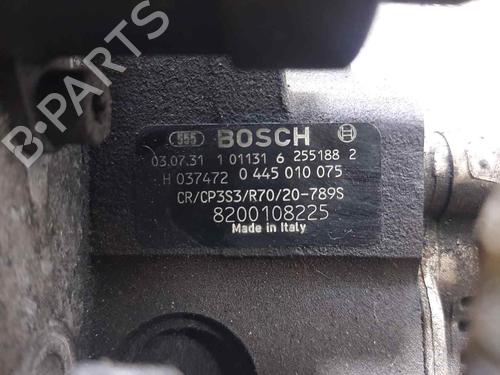 555 BOSCH
03.07.31 1 01131 6 255188 2
H 037472 0 445 010 075
CR/CP3S3/R70/20-789S
8200108225
Made in Italy
B-PARTS